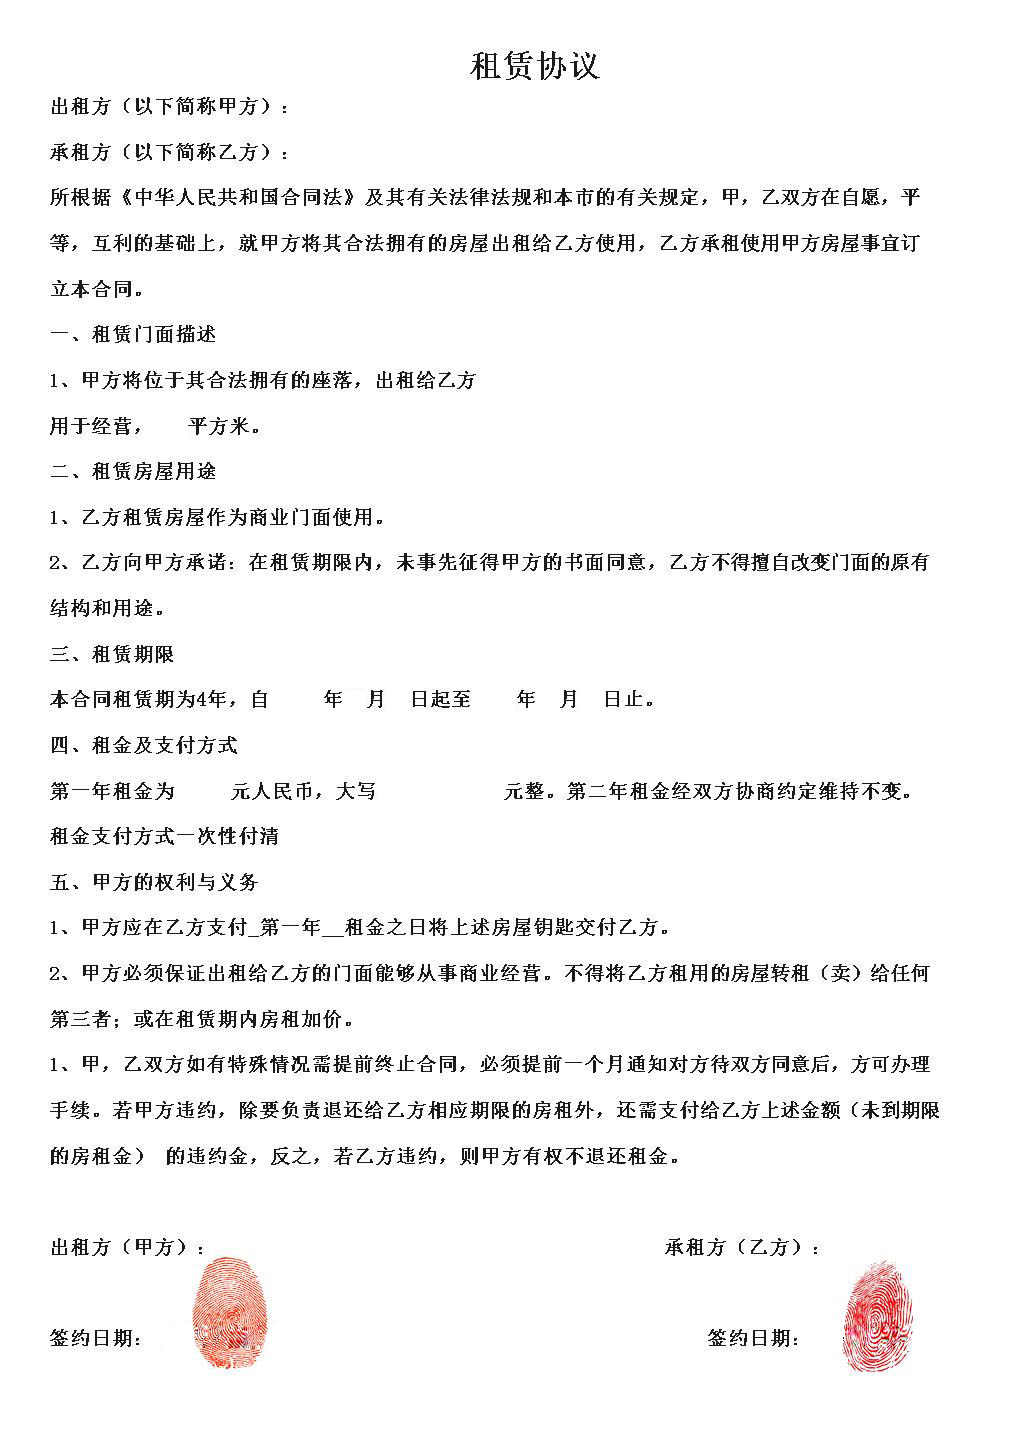 租赁协议
出租方（以下简称甲方）：
承租方（以下简称乙方）：
所根据《中华人民共和国合同法》及其有关法律法规和本市的有关规定，甲，乙双方在自愿，平
等，互利的基础上，就甲方将其合法拥有的房屋出租给乙方使用，乙方承租使用甲方房屋事宜订
立本合同。
一、租赁门面描述
1、甲方将位于其合法拥有的座落，出租给乙方
用于经营，    平方米。
二、租赁房屋用途
1、乙方租赁房屋作为商业门面使用。
2、乙方向甲方承诺：在租赁期限内，未事先征得甲方的书面同意，乙方不得擅自改变门面的原有
结构和用途。
三、租赁期限
本合同租赁期为4年，自     年  月  日起至    年  月  日止。
四、租金及支付方式
第一年租金为     元人民币，大写            元整。第二年租金经双方协商约定维持不变。
租金支付方式一次性付清
五、甲方的权利与义务
1、甲方应在乙方支付_第一年__租金之日将上述房屋钥匙交付乙方。
2、甲方必须保证出租给乙方的门面能够从事商业经营。不得将乙方租用的房屋转租（卖）给任何
第三者；或在租赁期内房租加价。
1、甲，乙双方如有特殊情况需提前终止合同，必须提前一个月通知对方待双方同意后，方可办理
手续。若甲方违约，除要负责退还给乙方相应期限的房租外，还需支付给乙方上述金额（未到期限
的房租金） 的违约金，反之，若乙方违约，则甲方有权不退还租金。
出租方（甲方）：
承租方（乙方）：
签约日期：
签约日期：